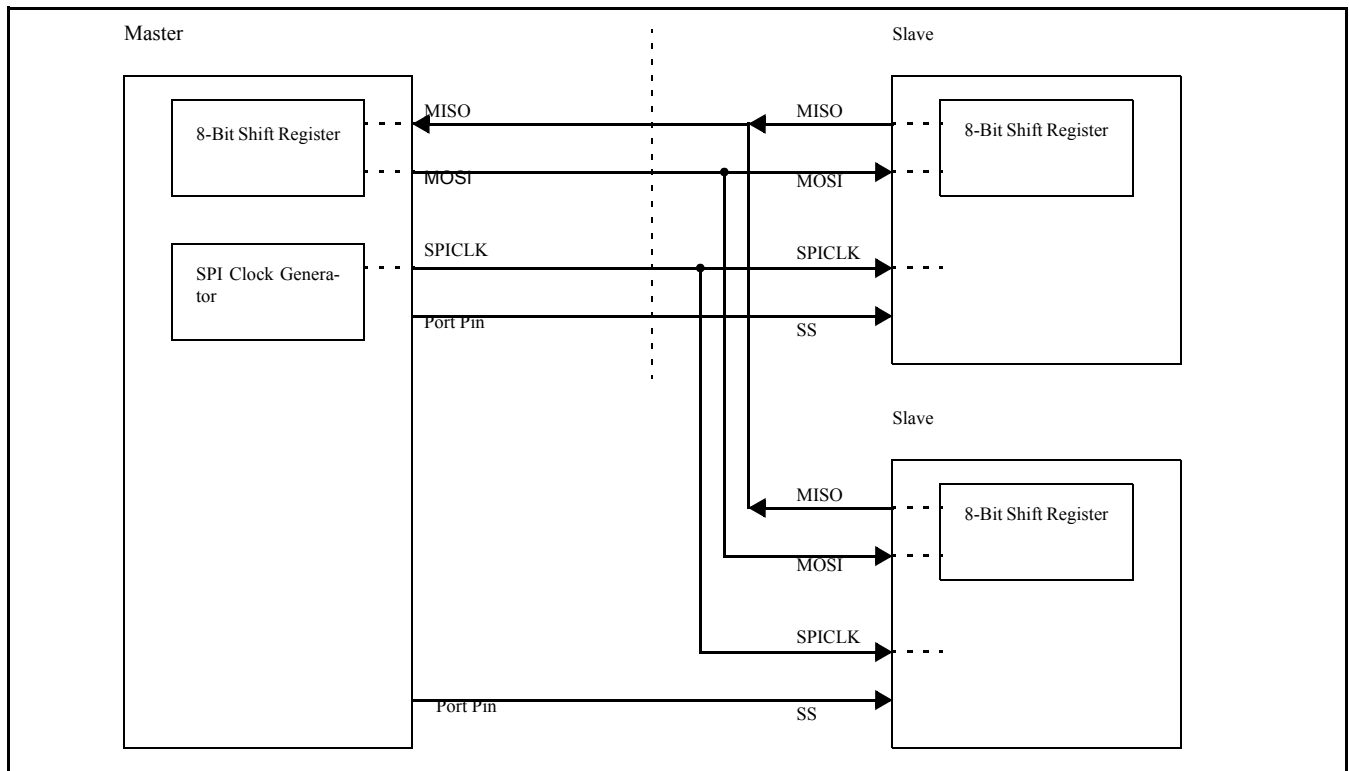 Master
Slave
MISO
MISO
8-Bit Shift Register
8-Bit Shift Register
MOSI
MOSI
SPICLK
SPICLK
SPI Clock Genera-
tor
Port Pin
SS
Slave
MISO
8-Bit Shift Register
MOSI
SPICLK
Port Pin
SS